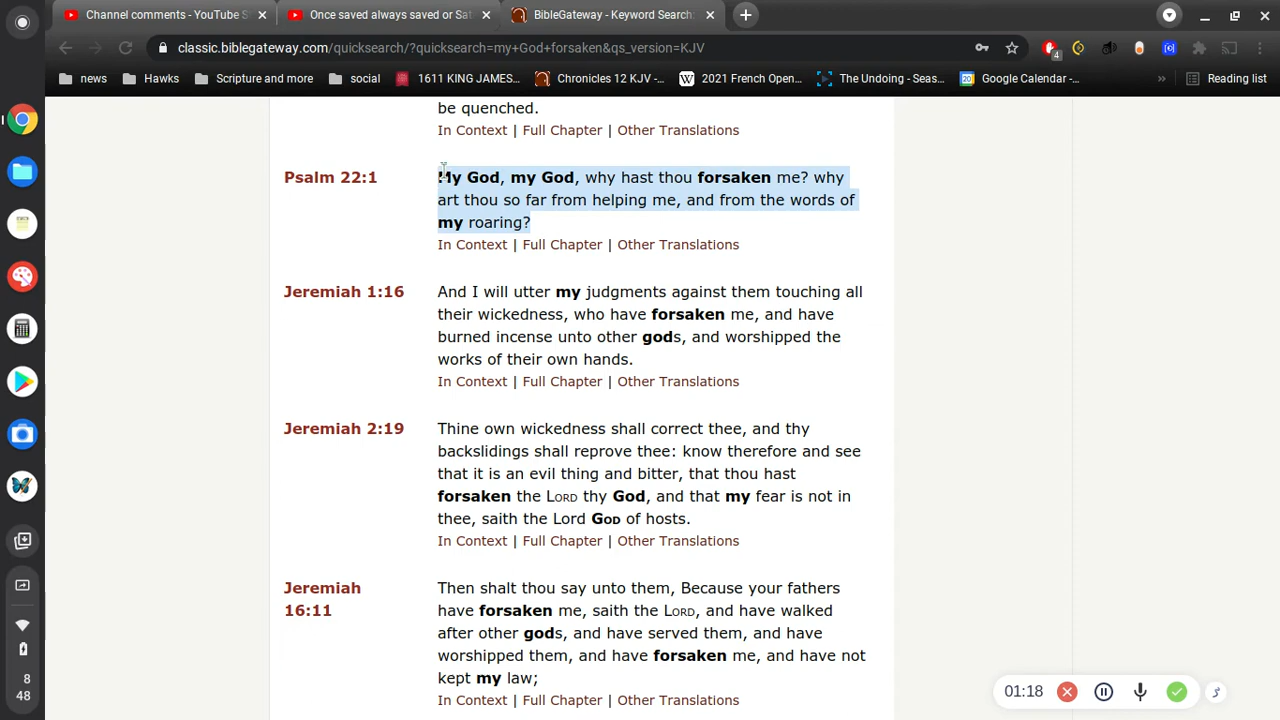 Channel comments - YouTube S
Once saved always saved or Sat
BibleGateway - Keyword Search:
classic.biblegateway.com/quicksearch/?quicksearch=my+God+forsaken&qs_version=KJV
4
news
Hawks
Scripture and more
social
1611 KING JAMES...
Chronicles 12 KJV -...
W
2021 French Open...
The Undoing - Seas...
20
Google Calendar -...
»
Reading list
be quenched.
In Context | Full Chapter | Other Translations
Psalm 22:1
My God, my God, why hast thou forsaken me? why
art thou so far from helping me, and from the words of
my roaring?
In Context | Full Chapter | Other Translations
Jeremiah 1:16
And I will utter my judgments against them touching all
their wickedness, who have forsaken me, and have
burned incense unto other gods, and worshipped the
works of their own hands.
In Context | Full Chapter | Other Translations
Jeremiah 2:19
Thine own wickedness shall correct thee, and thy
backslidings shall reprove thee: know therefore and see
that it is an evil thing and bitter, that thou hast
forsaken the LORD thy God, and that my fear is not in
thee, saith the Lord GOD of hosts.
In Context | Full Chapter | Other Translations
Jeremiah
16:11
Then shalt thou say unto them, Because your fathers
have forsaken me, saith the LORD, and have walked
after other gods, and have served them, and have
worshipped them, and have forsaken me, and have not
kept my law;
In Context | Full Chapter | Other Translations
8
48
01:18